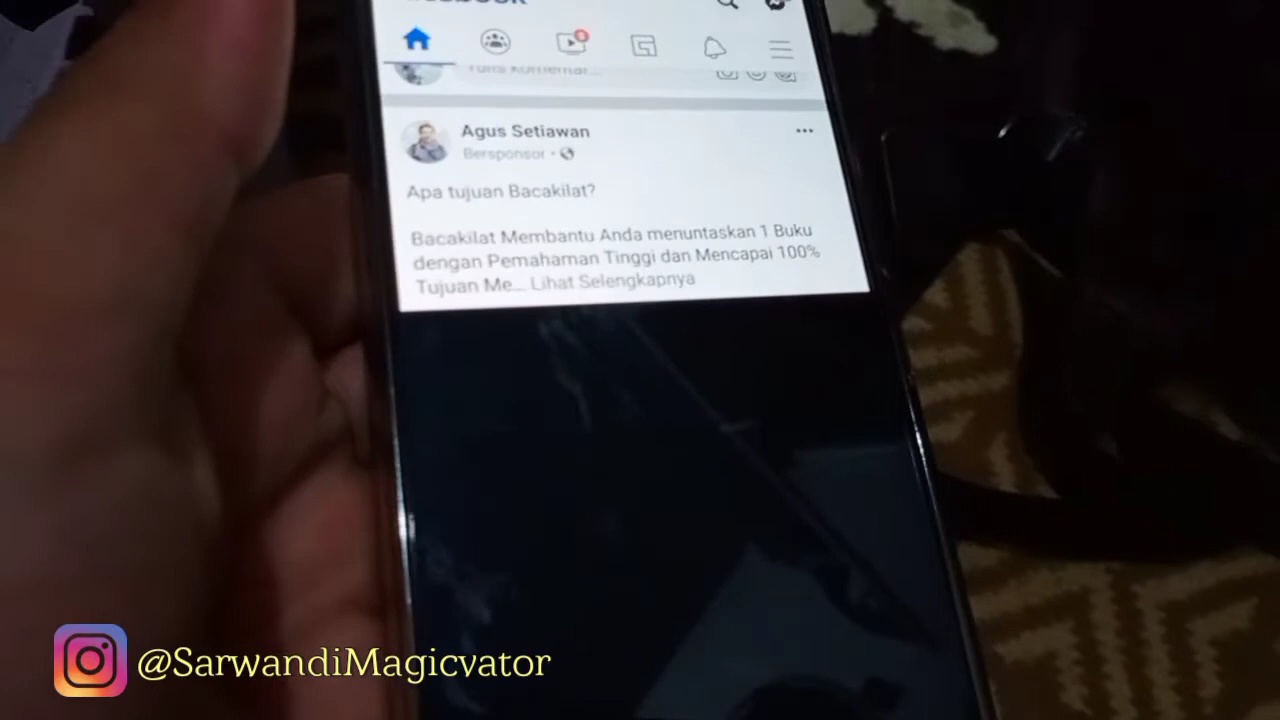 Agus Setiawan
Bersponsor
Apa tujuan Bacakilat?
Bacakilat Membantu Anda menuntaskan 1 Buku
dengan Pemahaman Tinggi dan Mencapai 100%
Tujuan Me... Lihat Selengkapnya
@SarwandiMagicvator